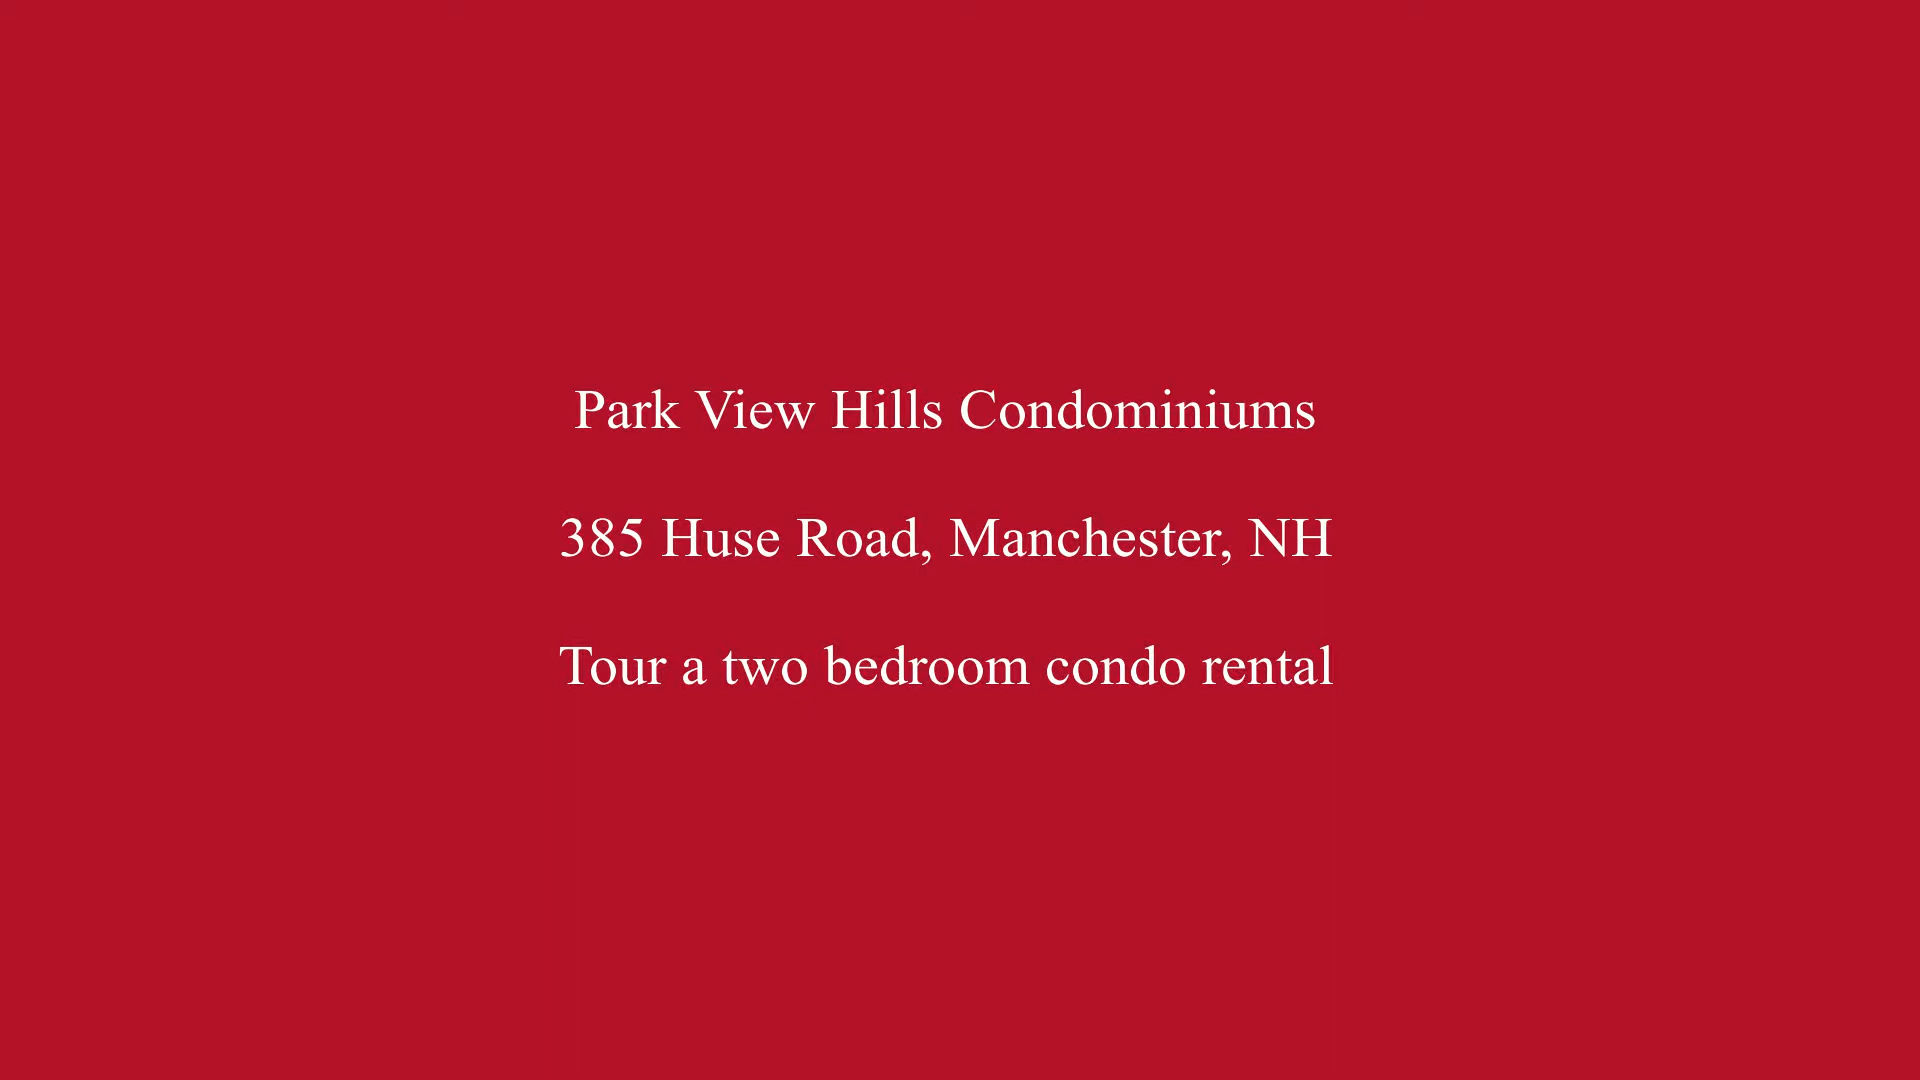 Park View Hills Condominiums
385 Huse Road, Manchester, NH
Tour a two bedroom condo rental